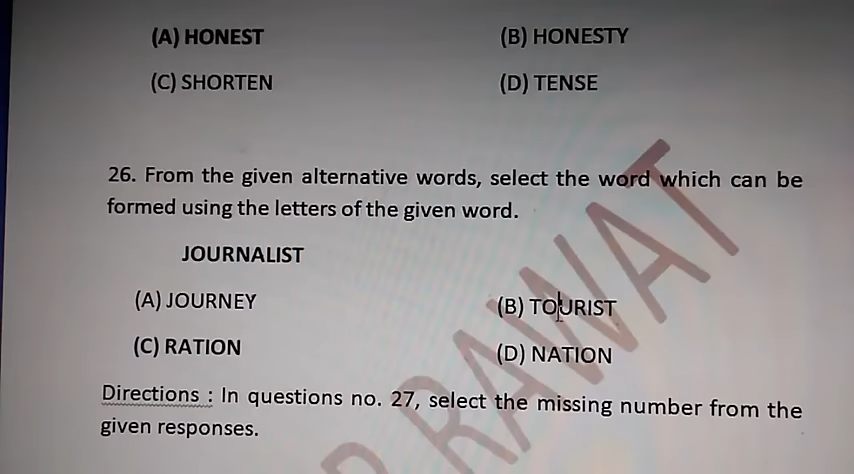 (A) HONEST (B) HONESTY
(C) SHORTEN (D) TENSE
26. From the given alternative words, select the word which can be
formed using the letters of the given word.
JOURNALIST
(A) JOURNEY (B) TOURIST
(C) RATION (D) NATION
Directions : In questions no. 27, select the missing number from the
given responses.
RAWAT